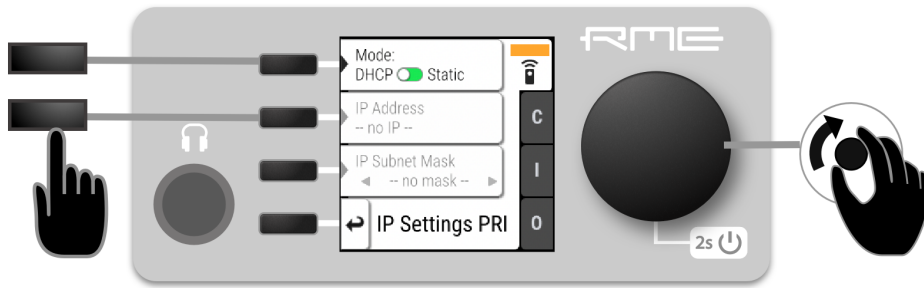 RME
Mode:
DHCP Static
IP Address
-- no IP --
C
IP Subnet Mask
-- no mask --
I
IP Settings PRI
O
2s